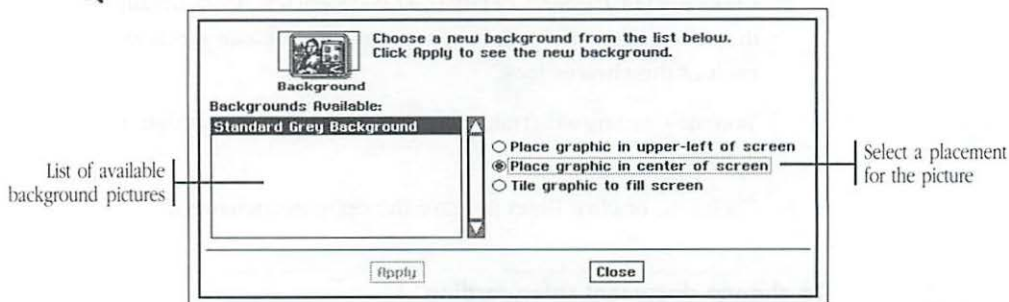 Choose a new background from the list below.
Click Apply to see the new background.
Background
Backgrounds Available:
Standard Grey Background
Place graphic in upper-left of screen
Place graphic in center of screen
Tile graphic to fill screen
List of available
background pictures
Select a placement
for the picture
Apply
Close